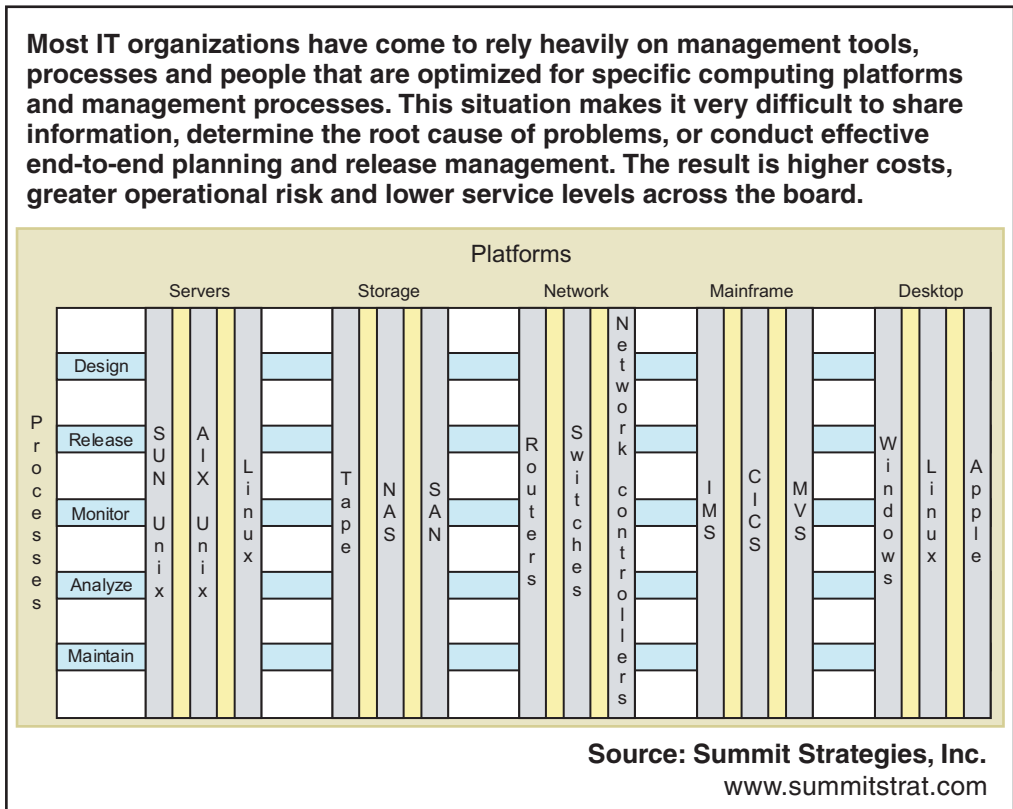 Most IT organizations have come to rely heavily on management tools,
processes and people that are optimized for specific computing platforms
and management processes. This situation makes it very difficult to share
information, determine the root cause of problems, or conduct effective
end-to-end planning and release management. The result is higher costs,
greater operational risk and lower service levels across the board.
Platforms
Servers Storage Network Mainframe Desktop
Processes
Design
Release
Monitor
Analyze
Maintain
SUN Unix
AIX Unix
Linux
Tape
NAS
SAN
Routers
Switches
Network controllers
IMS
CICS
MVS
Windows
Linux
Apple
Source: Summit Strategies, Inc.
www.summitstrat.com